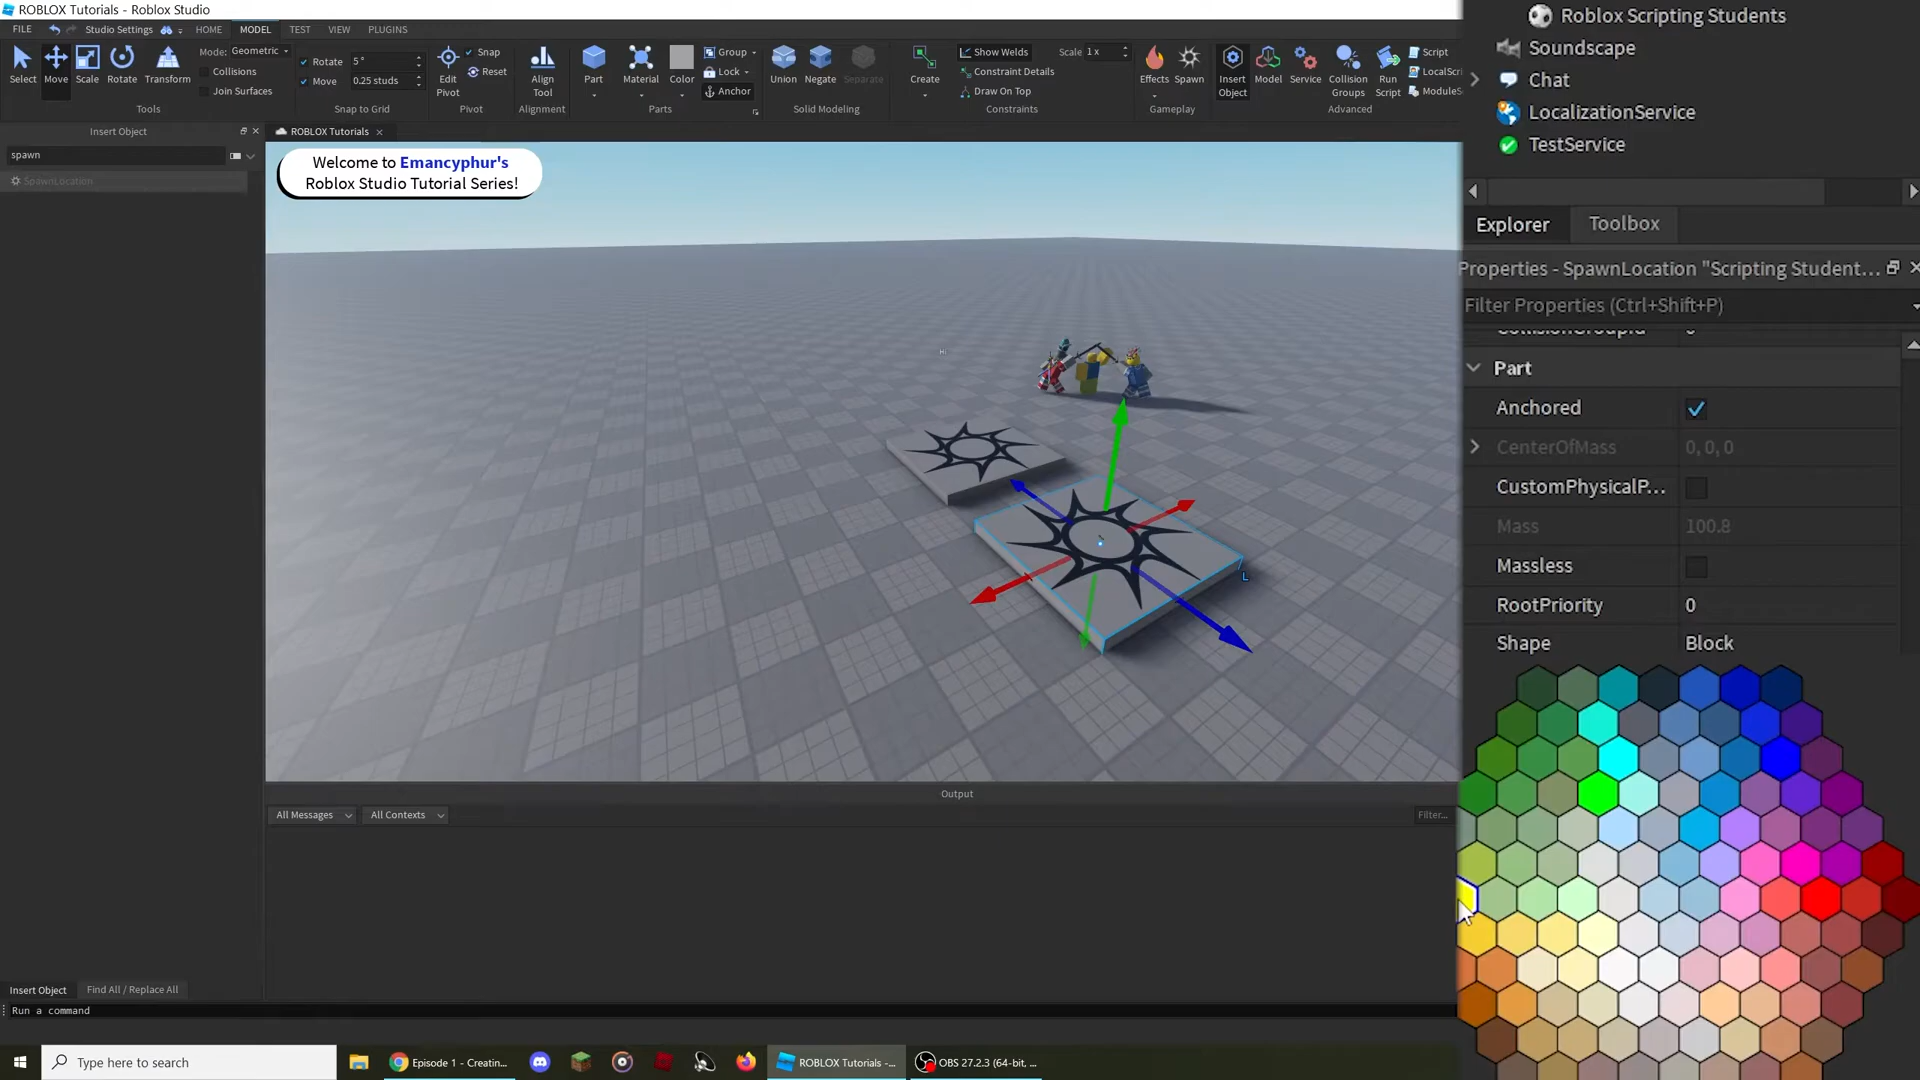 ROBLOX Tutorials - Roblox Studio
FILE
Studio Settings
HOME
MODEL
TEST
VIEW
PLUGINS
Select
Move
Scale
Rotate
Transform
Mode: Geometric
Collisions
Join Surfaces
Tools
Rotate 5 °
Move 0.25 studs
Snap to Grid
Edit Pivot
Snap
Reset
Pivot
Align Tool
Alignment
Part
Material
Color
Group
Lock
Anchor
Parts
Union
Negate
Separate
Solid Modeling
Create
Show Welds
Constraint Details
Draw On Top
Scale 1 x
Constraints
Effects
Spawn
Gameplay
Insert Object
Model
Service
Collision Groups
Run Script
Script
LocalScri
ModuleS
Advanced
Insert Object
spawn
SpawnLocation
ROBLOX Tutorials
Welcome to Emancyphur's
Roblox Studio Tutorial Series!
Hi
L
Output
All Messages
All Contexts
Filter...
Insert Object
Find All / Replace All
Run a command
Roblox Scripting Students
Soundscape
Chat
LocalizationService
TestService
Explorer
Toolbox
Properties - SpawnLocation "Scripting Student...
Filter Properties (Ctrl+Shift+P)
CollisionGroupId 0
Part
Anchored
CenterOfMass 0, 0, 0
CustomPhysicalP...
Mass 100.8
Massless
RootPriority 0
Shape Block
Type here to search
Episode 1 - Creatin...
ROBLOX Tutorials -...
OBS 27.2.3 (64-bit, ...